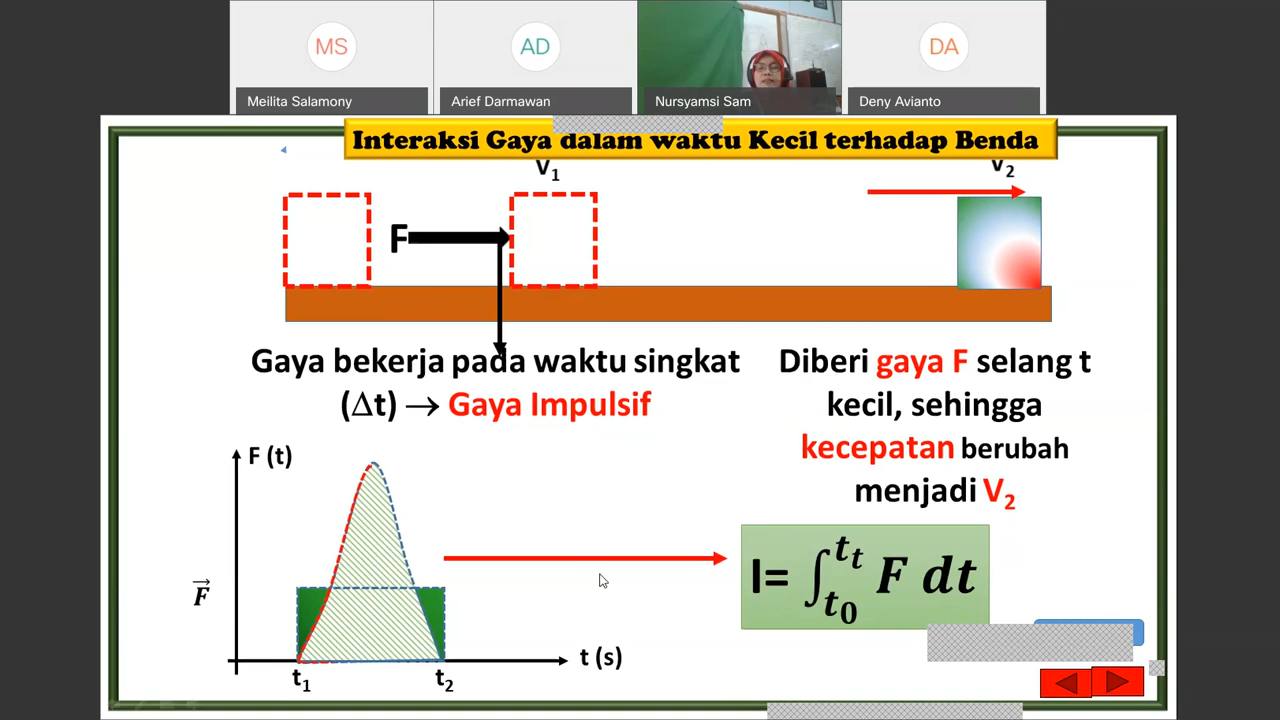 MS
AD
DA
Meilita Salamony
Arief Darmawan
Nursyamsi Sam
Deny Avianto
Interaksi Gaya dalam waktu Kecil terhadap Benda
V₁
V₂
F
Gaya bekerja pada waktu singkat
(Δt) → Gaya Impulsif
Diberi gaya F selang t
kecil, sehingga
kecepatan berubah
menjadi V₂
F (t)
F⃗
t (s)
t₁
t₂
I= ∫ₜ₀ᵗₜ F dt